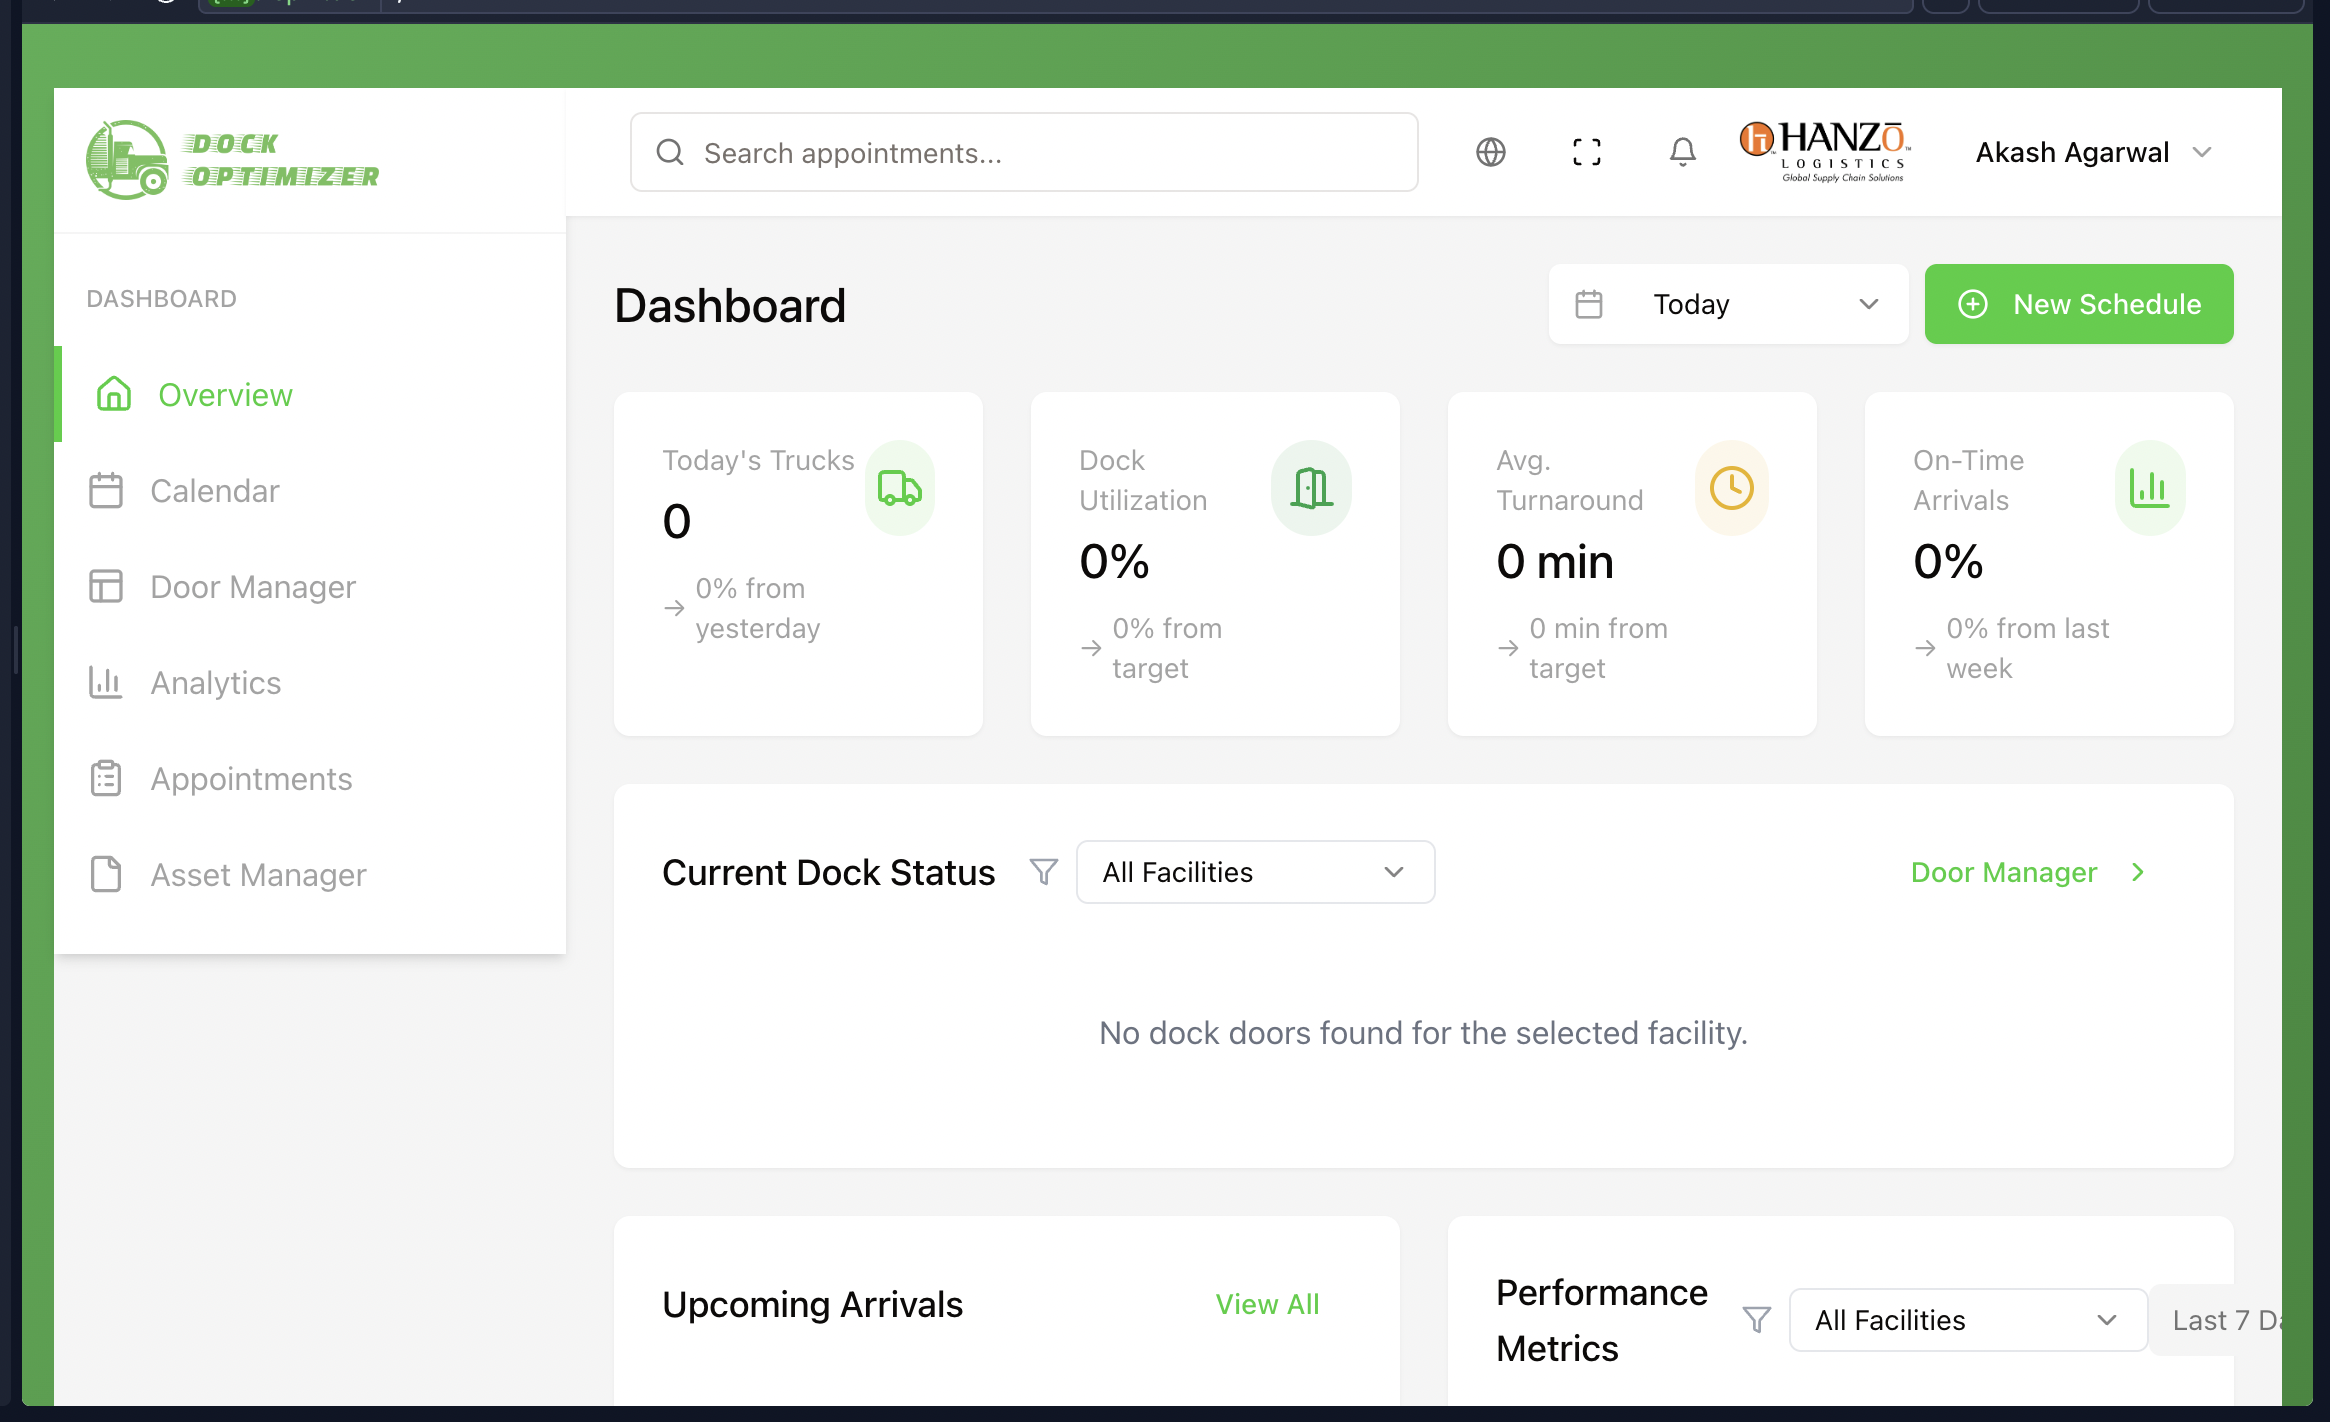 DOCK
OPTIMIZER
Search appointments...
HANZŌ
LOGISTICS
Global Supply Chain Solutions
Akash Agarwal
DASHBOARD
Overview
Calendar
Door Manager
Analytics
Appointments
Asset Manager
Dashboard
Today
New Schedule
Today's Trucks
0
0% from
yesterday
Dock
Utilization
0%
0% from
target
Avg.
Turnaround
0 min
0 min from
target
On-Time
Arrivals
0%
0% from last
week
Current Dock Status
All Facilities
Door Manager
No dock doors found for the selected facility.
Upcoming Arrivals
View All
Performance
Metrics
All Facilities
Last 7